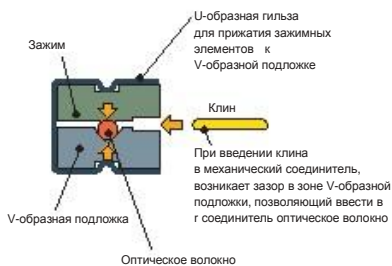 U-образная гильза
для прижатия зажимных
элементов к
V-образной подложке
Зажим
Клин
При введении клина
в механический соединитель,
возникает зазор в зоне V-образной
подложки, позволяющий ввести в
г соединитель оптическое волокно
V-образная подложка
Оптическое волокно